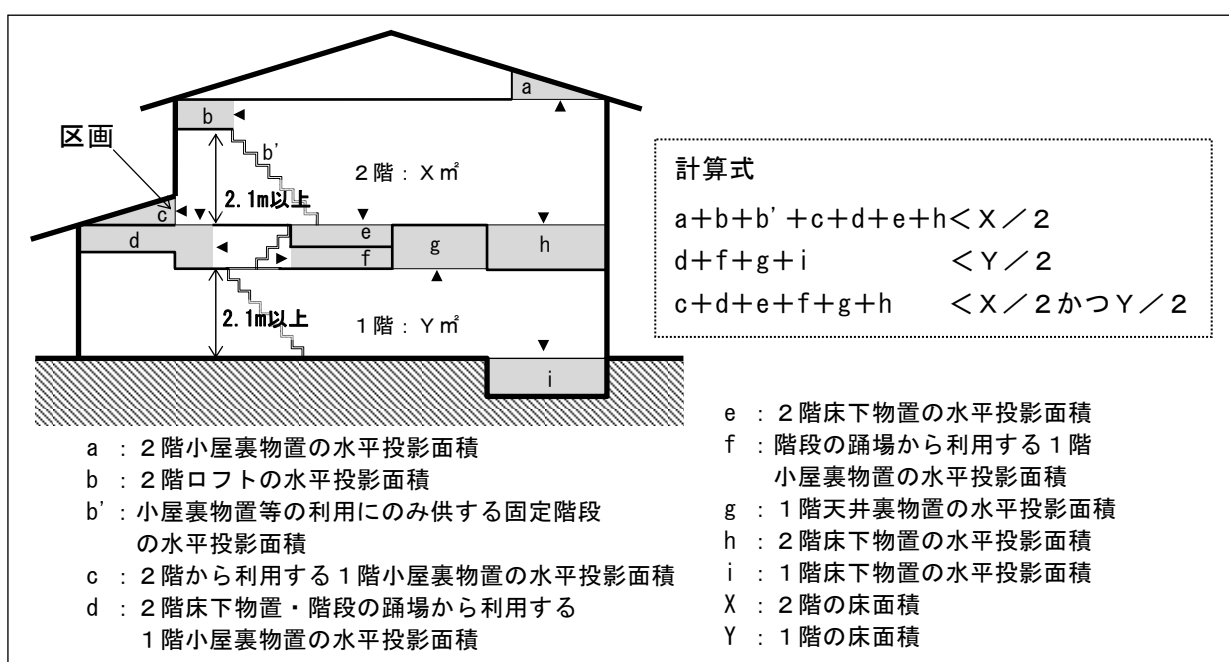 a
b
b'
区画
2階：X㎡
2.1m以上
c
d
e
f
g
h
2.1m以上
1階：Y㎡
i
計算式
a＋b＋b'＋c＋d＋e＋h＜X／2
d＋f＋g＋i　　　　＜Y／2
c＋d＋e＋f＋g＋h　　＜X／2かつY／2
a ：2階小屋裏物置の水平投影面積
b ：2階ロフトの水平投影面積
b'：小屋裏物置等の利用にのみ供する固定階段
の水平投影面積
c ：2階から利用する1階小屋裏物置の水平投影面積
d ：2階床下物置・階段の踊場から利用する
1階小屋裏物置の水平投影面積
e ：2階床下物置の水平投影面積
f ：階段の踊場から利用する1階
小屋裏物置の水平投影面積
g ：1階天井裏物置の水平投影面積
h ：2階床下物置の水平投影面積
i ：1階床下物置の水平投影面積
X ：2階の床面積
Y ：1階の床面積